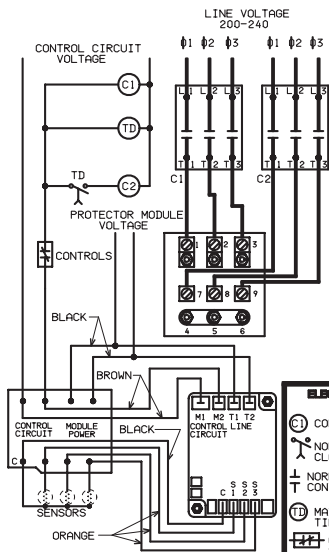 LINE VOLTAGE
200-240
CONTROL CIRCUIT
VOLTAGE
ϕ1 ϕ2 ϕ3 ϕ1 ϕ2 ϕ3
C1
L1 L2 L3 L1 L2 L3
TD
TD
C2
T1 T2 T3 T1 T2 T3
C1 C2
PROTECTOR MODULE
VOLTAGE
1 2 3
CONTROLS
7 8 9
4 5 6
BLACK
BROWN
M1 M2 T1 T2
CONTROL LINE
CIRCUIT
BLACK
CONTROL
CIRCUIT
MODULE
POWER
C
S S S
C 1 2 3
SENSORS
ORANGE
C1 CO
NO
CL
NOR
CON
TD MA
TI